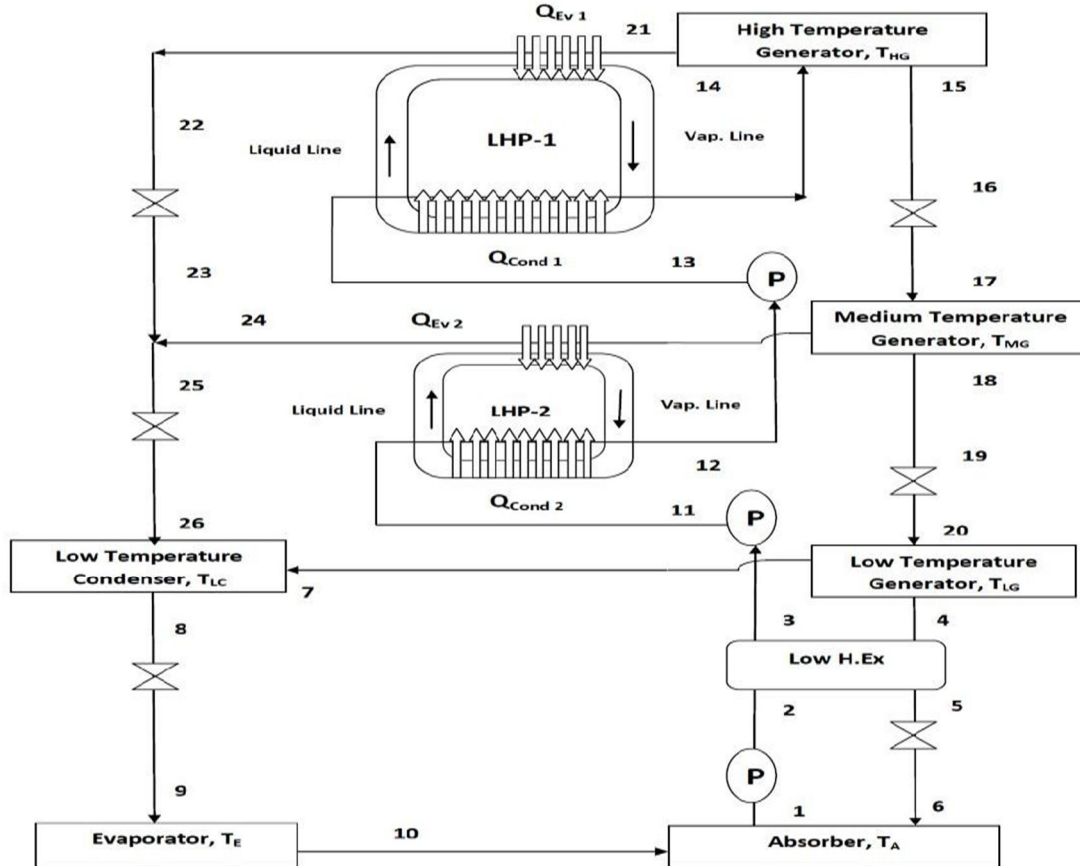 Q_Ev 1
21
High Temperature
Generator, T_HG
14
15
22
LHP-1
Liquid Line
Vap. Line
16
Q_Cond 1
13
23
P
17
24
Q_Ev 2
Medium Temperature
Generator, T_MG
25
18
Liquid Line
LHP-2
Vap. Line
12
19
Q_Cond 2
11
P
26
20
Low Temperature
Condenser, T_LC
7
Low Temperature
Generator, T_LG
8
3
4
Low H.Ex
2
5
P
9
1
6
10
Evaporator, T_E
Absorber, T_A